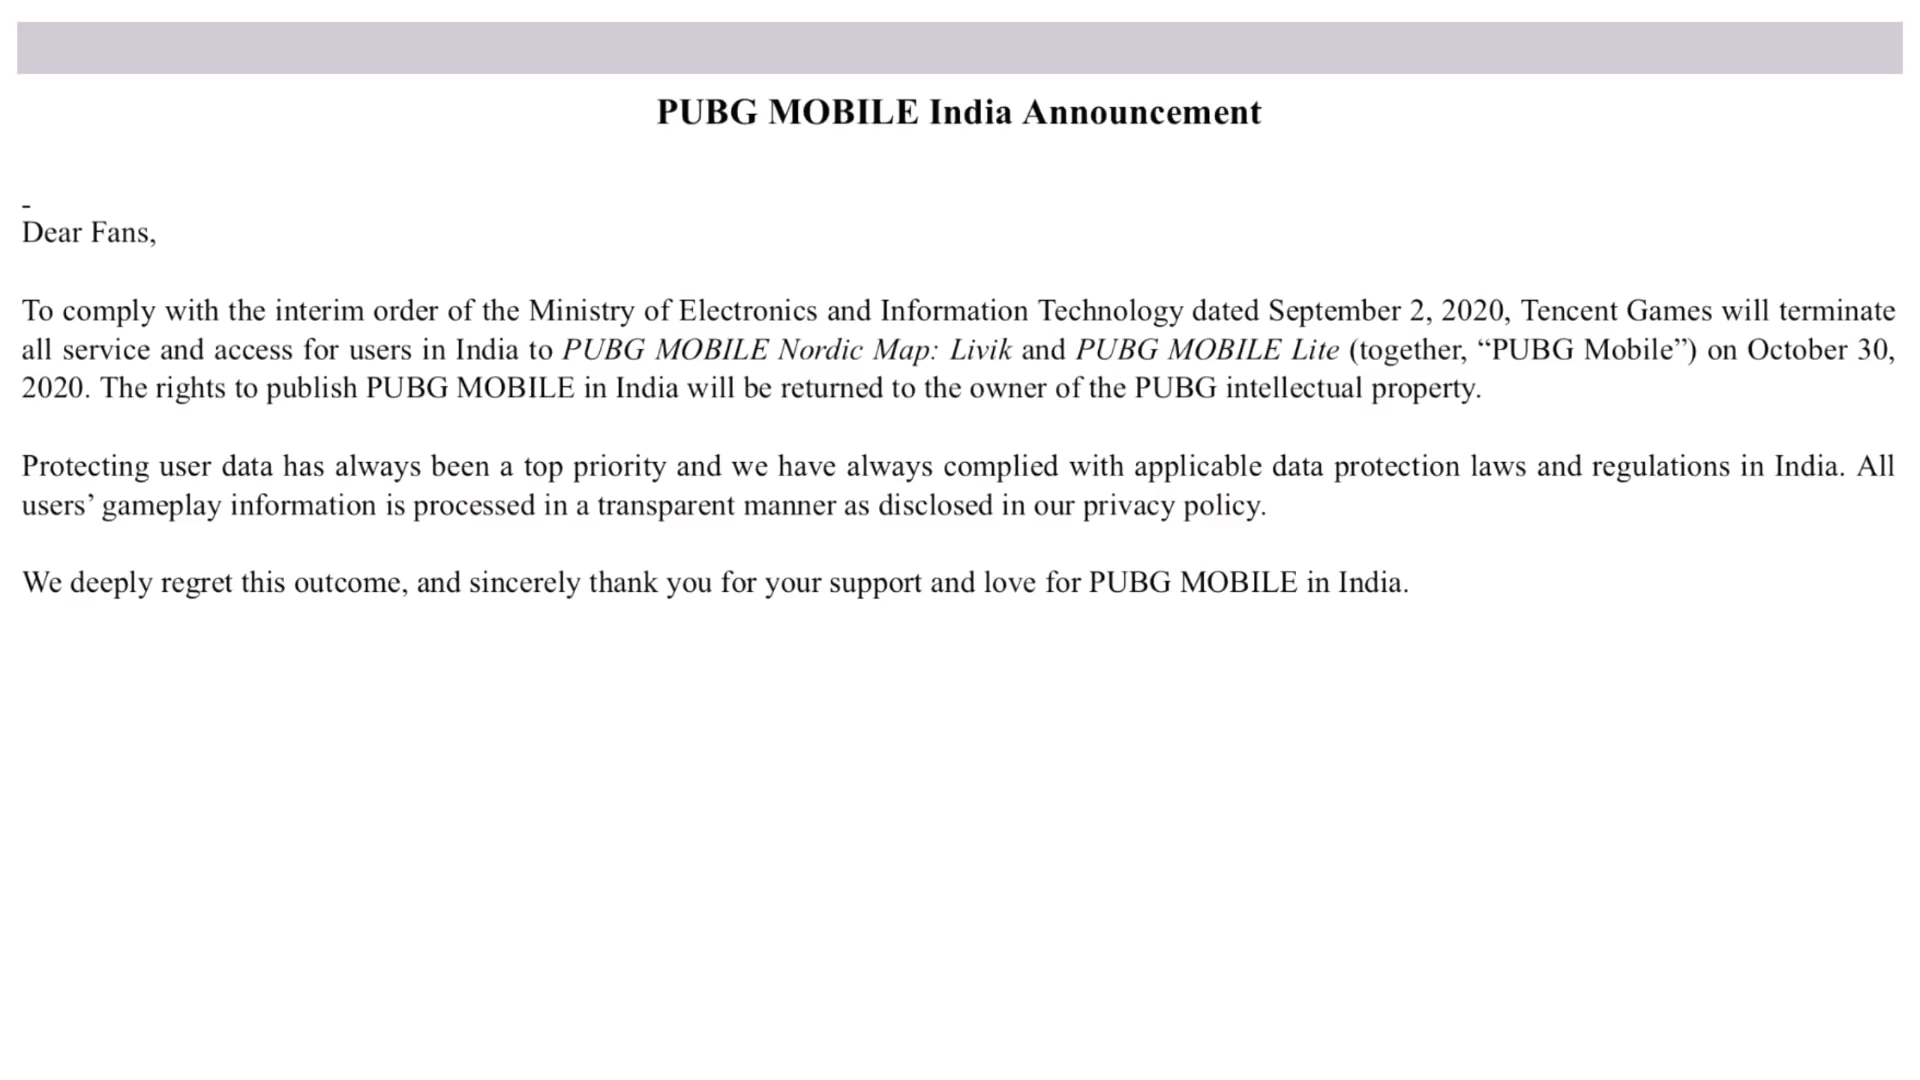 PUBG MOBILE India Announcement
-
Dear Fans,
To comply with the interim order of the Ministry of Electronics and Information Technology dated September 2, 2020, Tencent Games will terminate
all service and access for users in India to PUBG MOBILE Nordic Map: Livik and PUBG MOBILE Lite (together, “PUBG Mobile”) on October 30,
2020. The rights to publish PUBG MOBILE in India will be returned to the owner of the PUBG intellectual property.
Protecting user data has always been a top priority and we have always complied with applicable data protection laws and regulations in India. All
users’ gameplay information is processed in a transparent manner as disclosed in our privacy policy.
We deeply regret this outcome, and sincerely thank you for your support and love for PUBG MOBILE in India.